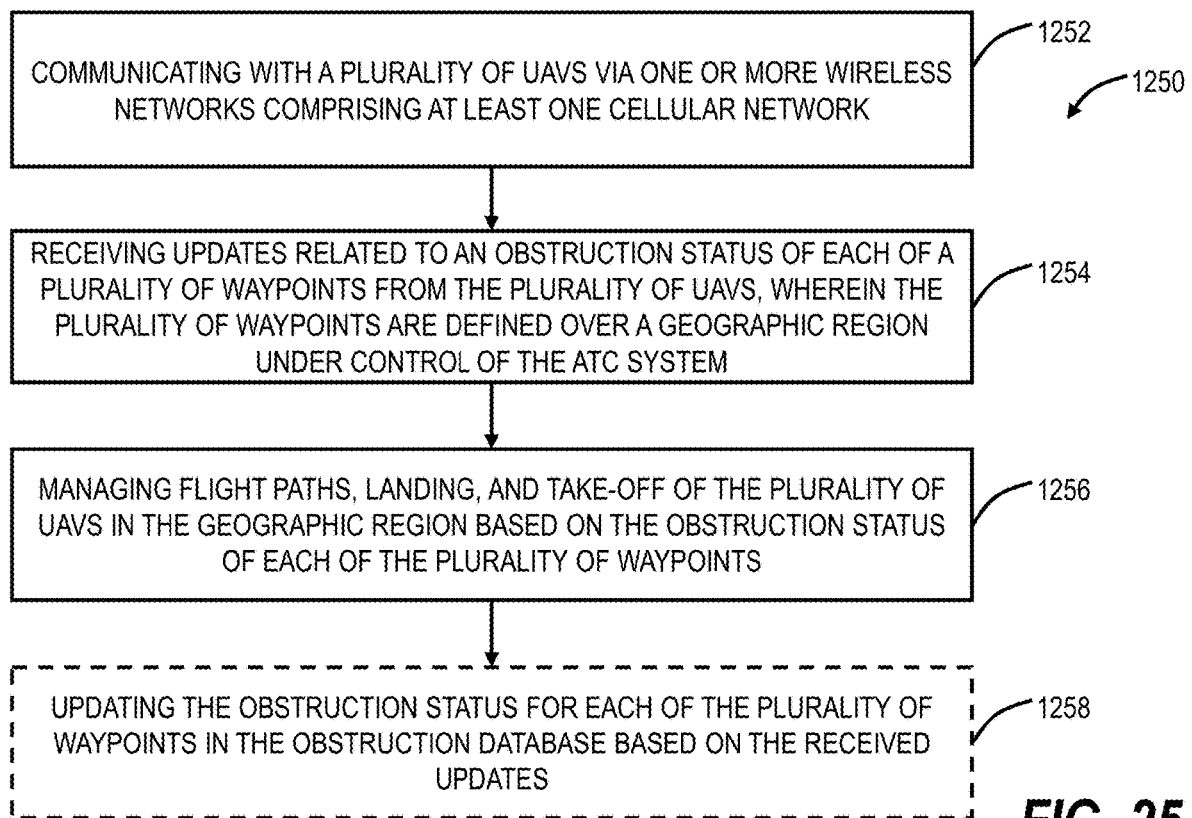 COMMUNICATING WITH A PLURALITY OF UAVS VIA ONE OR MORE WIRELESS
NETWORKS COMPRISING AT LEAST ONE CELLULAR NETWORK
1252
1250
RECEIVING UPDATES RELATED TO AN OBSTRUCTION STATUS OF EACH OF A
PLURALITY OF WAYPOINTS FROM THE PLURALITY OF UAVS, WHEREIN THE
PLURALITY OF WAYPOINTS ARE DEFINED OVER A GEOGRAPHIC REGION
UNDER CONTROL OF THE ATC SYSTEM
1254
MANAGING FLIGHT PATHS, LANDING, AND TAKE-OFF OF THE PLURALITY OF
UAVS IN THE GEOGRAPHIC REGION BASED ON THE OBSTRUCTION STATUS
OF EACH OF THE PLURALITY OF WAYPOINTS
1256
UPDATING THE OBSTRUCTION STATUS FOR EACH OF THE PLURALITY OF
WAYPOINTS IN THE OBSTRUCTION DATABASE BASED ON THE RECEIVED
UPDATES
1258
FIG. 25